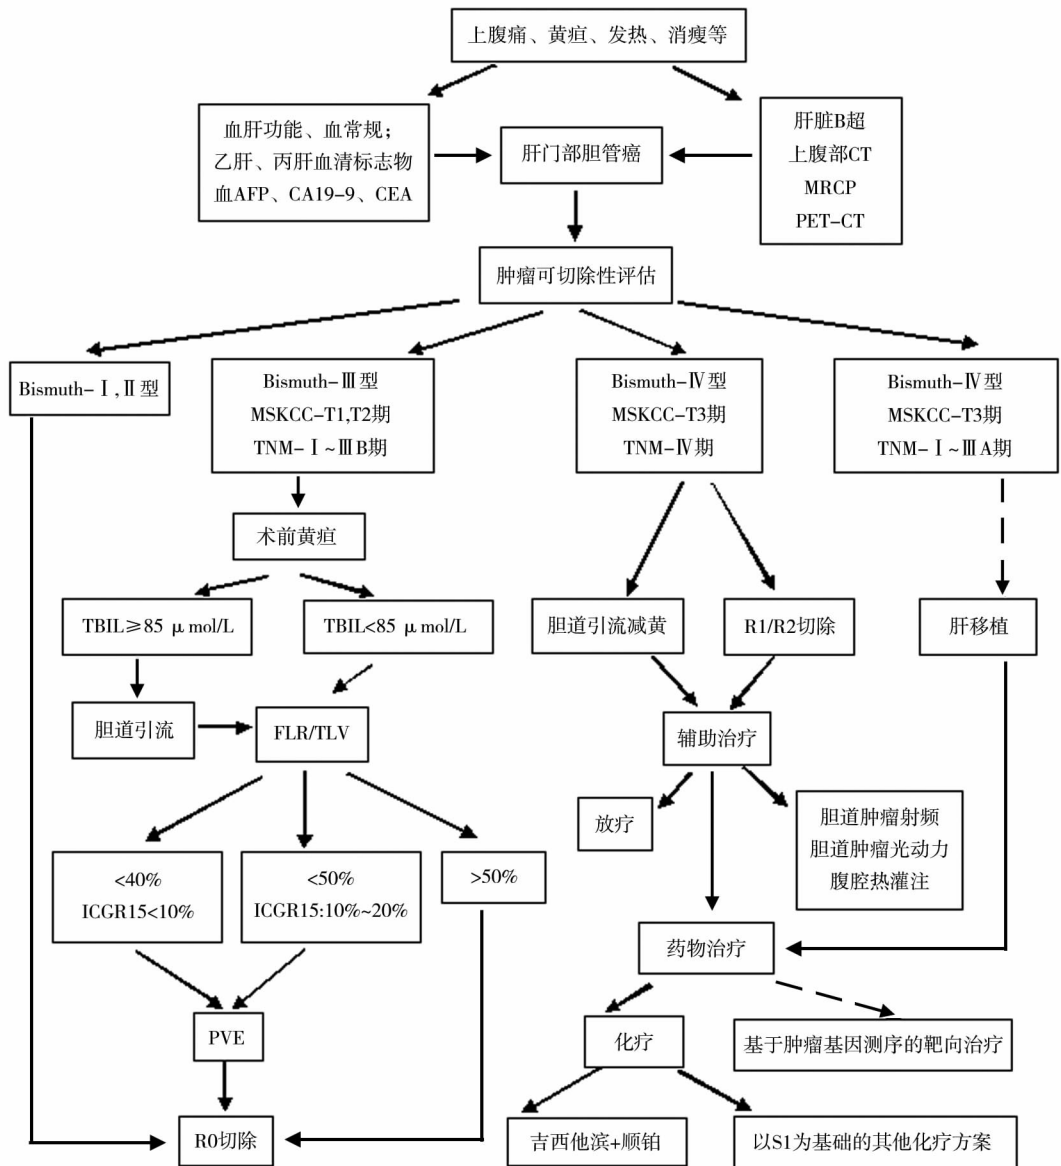 上腹痛、黄疸、发热、消瘦等
血肝功能、血常规；
乙肝、丙肝血清标志物
血AFP、CA19-9、CEA
肝门部胆管癌
肝脏B超
上腹部CT
MRCP
PET-CT
肿瘤可切除性评估
Bismuth-Ⅰ,Ⅱ型
Bismuth-Ⅲ型
MSKCC-T1,T2期
TNM-Ⅰ~ⅢB期
Bismuth-Ⅳ型
MSKCC-T3期
TNM-Ⅳ期
Bismuth-Ⅳ型
MSKCC-T3期
TNM-Ⅰ~ⅢA期
术前黄疸
TBIL≥85 μmol/L
TBIL<85 μmol/L
胆道引流减黄
R1/R2切除
肝移植
胆道引流
FLR/TLV
辅助治疗
放疗
胆道肿瘤射频
胆道肿瘤光动力
腹腔热灌注
<40%
ICGR15<10%
<50%
ICGR15:10%~20%
>50%
药物治疗
PVE
化疗
基于肿瘤基因测序的靶向治疗
R0切除
吉西他滨+顺铂
以S1为基础的其他化疗方案